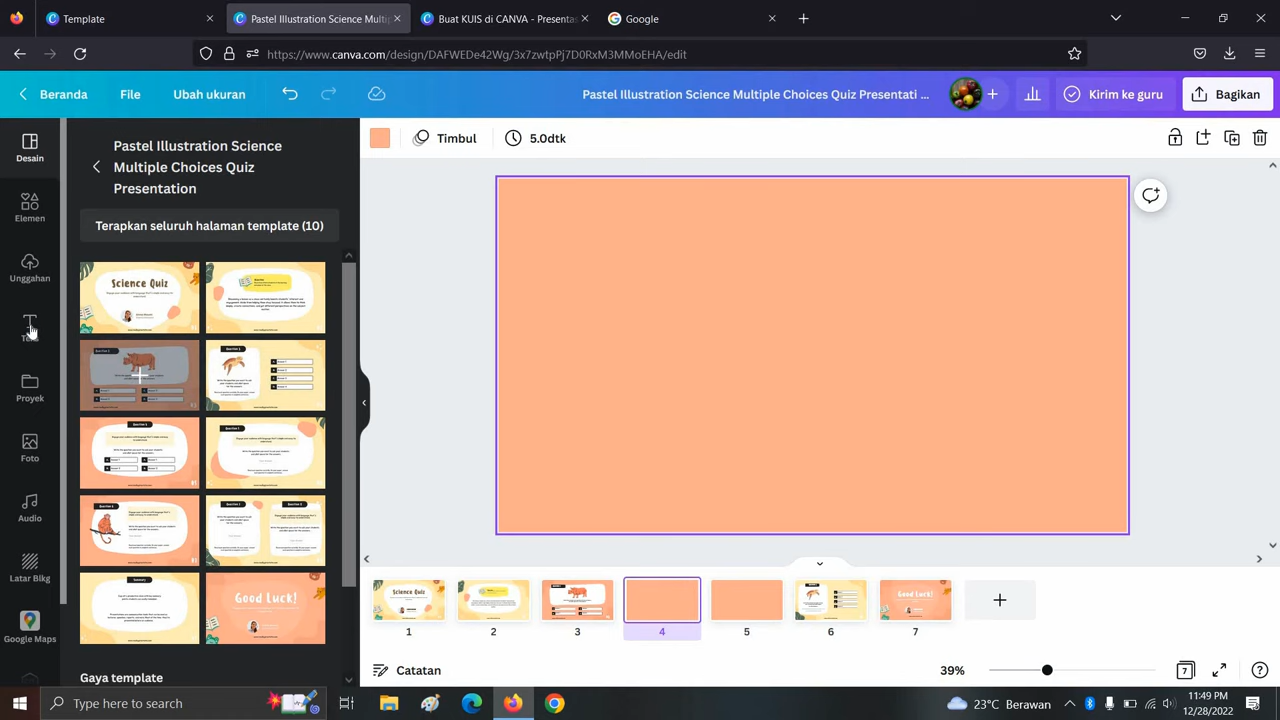 Template
Pastel Illustration Science Multip
Buat KUIS di CANVA - Presentas
Google
https://www.canva.com/design/DAFWEDe42Wg/3x7zwtpPj7D0RxM3MMoEHA/edit
Beranda
File
Ubah ukuran
Pastel Illustration Science Multiple Choices Quiz Presentati ...
Kirim ke guru
Bagikan
Desain
Elemen
Unggahan
Proyek
Foto
Audio
Latar Blkg
Google Maps
Pastel Illustration Science
Multiple Choices Quiz
Presentation
Terapkan seluruh halaman template (10)
Science Quiz
Good Luck!
Gaya template
Timbul
5.0dtk
Science Quiz
Good Luck!
1
2
3
4
5
6
7
Catatan
39%
7
Type here to search
23°C Berawan
11:49 PM
12/28/2022